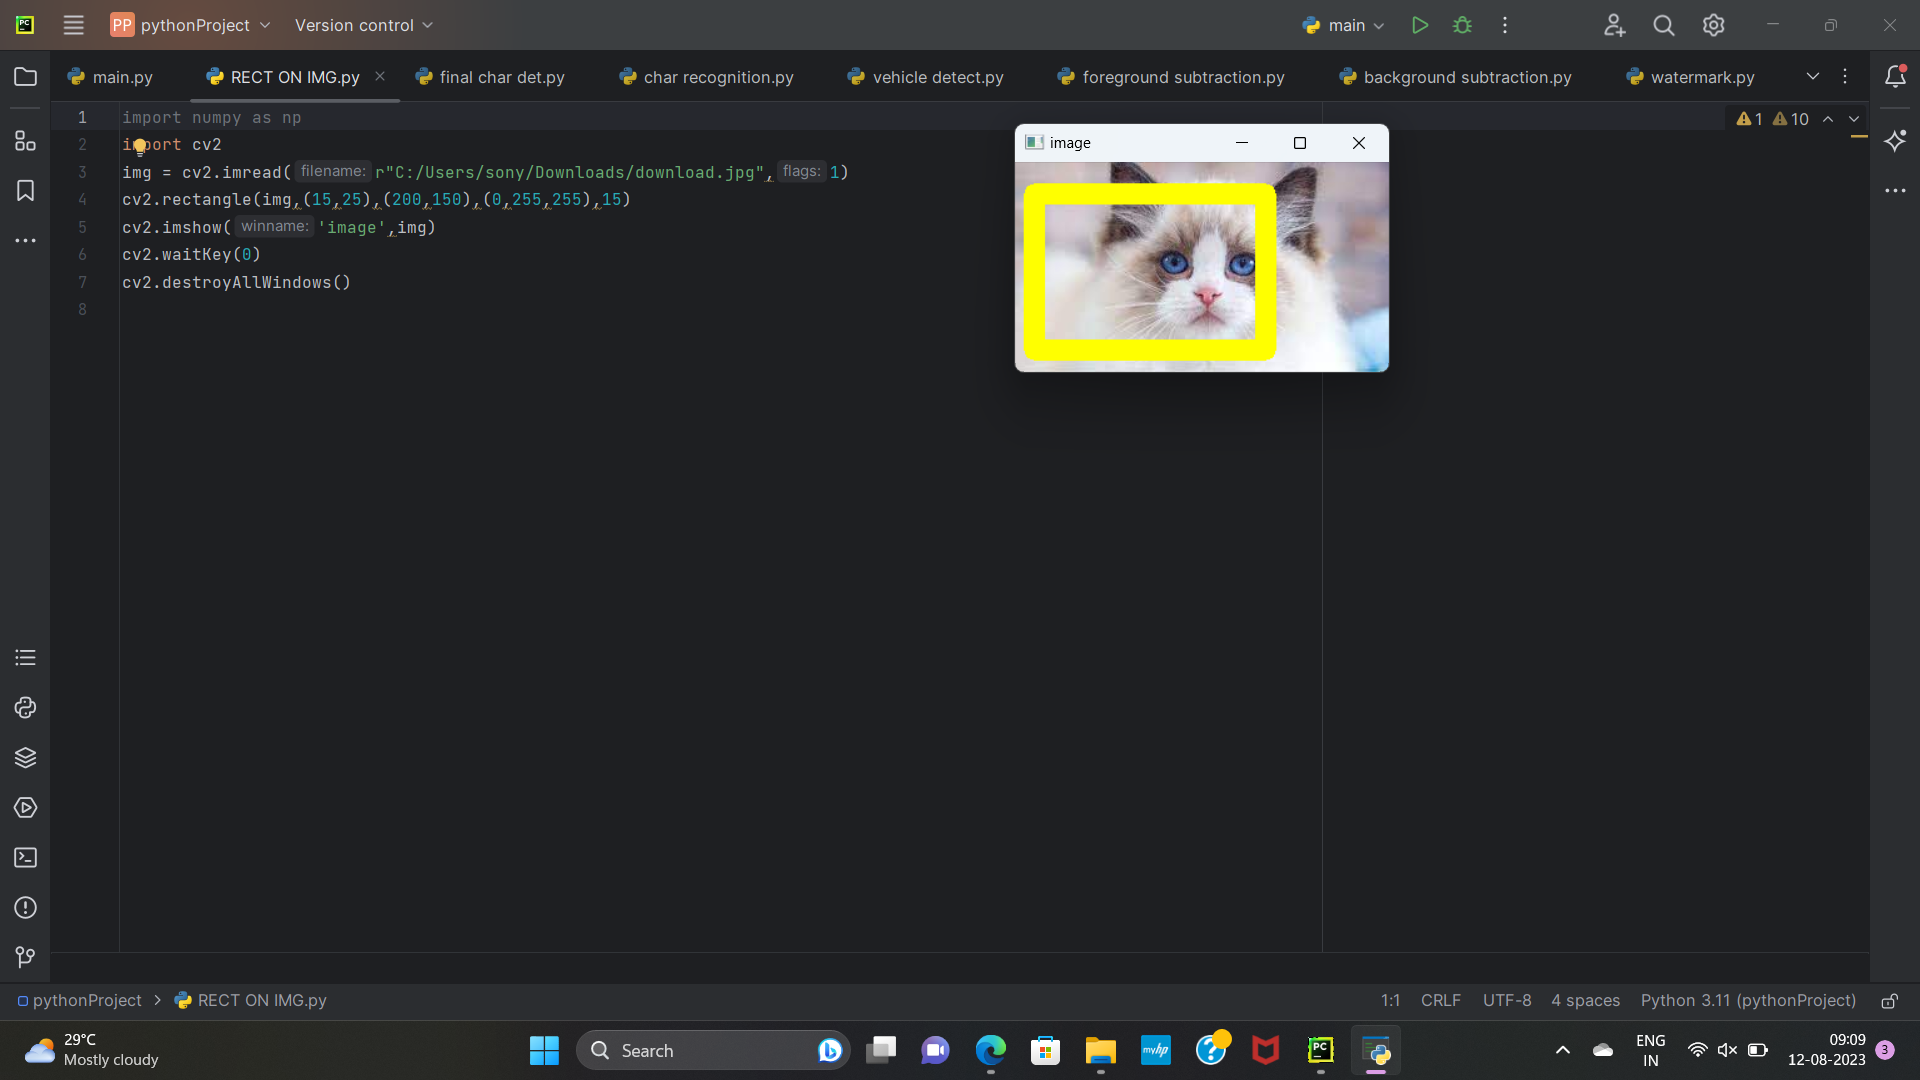 PC PP pythonProject Version control main
main.py RECT ON IMG.py final char det.py char recognition.py vehicle detect.py foreground subtraction.py background subtraction.py watermark.py
1 import numpy as np
1 10
2 import cv2
3 img = cv2.imread( filename: r"C:/Users/sony/Downloads/download.jpg", flags: 1)
4 cv2.rectangle(img,(15,25),(200,150),(0,255,255),15)
5 cv2.imshow( winname: 'image',img)
6 cv2.waitKey(0)
7 cv2.destroyAllWindows()
8
image
pythonProject > RECT ON IMG.py 1:1 CRLF UTF-8 4 spaces Python 3.11 (pythonProject)
29°C
Mostly cloudy
Search
myhp
?
PC
ENG
IN
09:09
12-08-2023
3